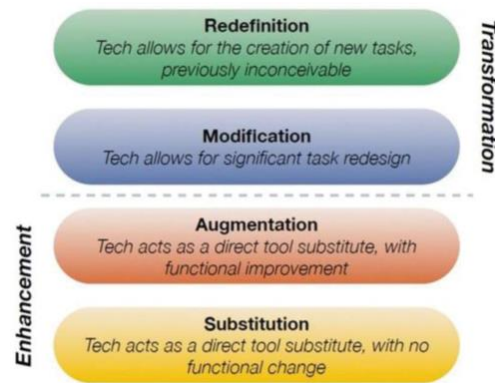 Redefinition
Tech allows for the creation of new tasks,
previously inconceivable
Modification
Tech allows for significant task redesign
Transformation
Augmentation
Tech acts as a direct tool substitute, with
functional improvement
Substitution
Tech acts as a direct tool substitute, with no
functional change
Enhancement